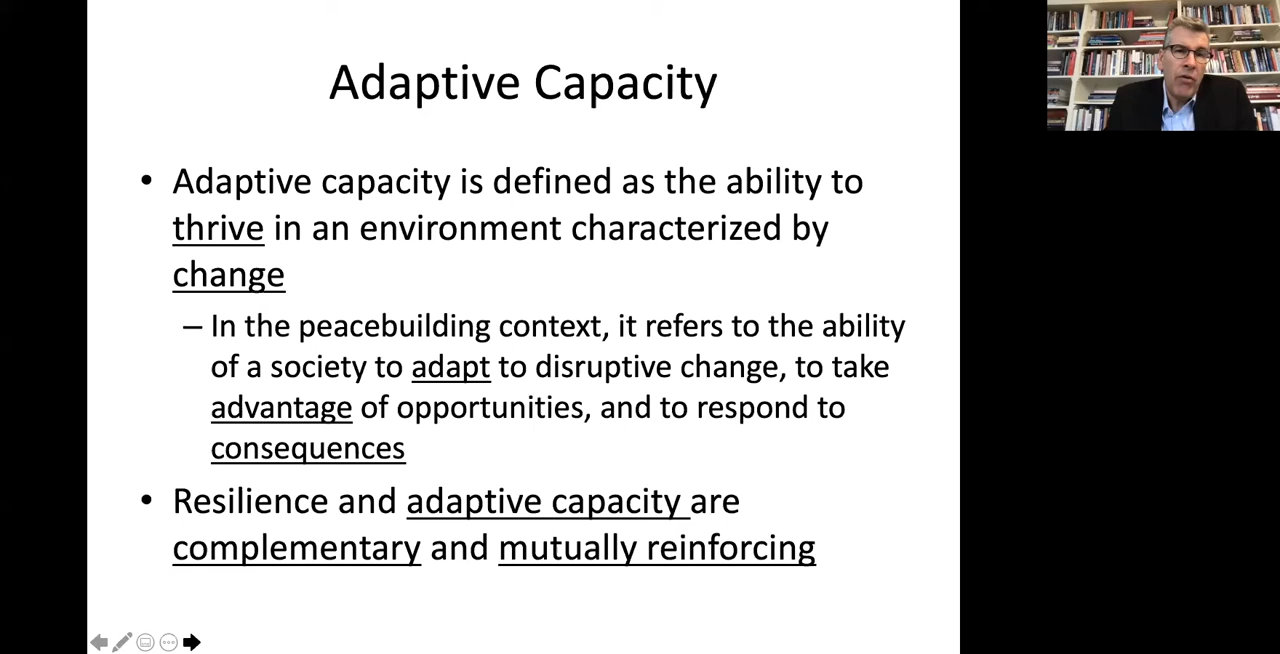 Adaptive Capacity
• Adaptive capacity is defined as the ability to
thrive in an environment characterized by
change
– In the peacebuilding context, it refers to the ability
of a society to adapt to disruptive change, to take
advantage of opportunities, and to respond to
consequences
• Resilience and adaptive capacity are
complementary and mutually reinforcing